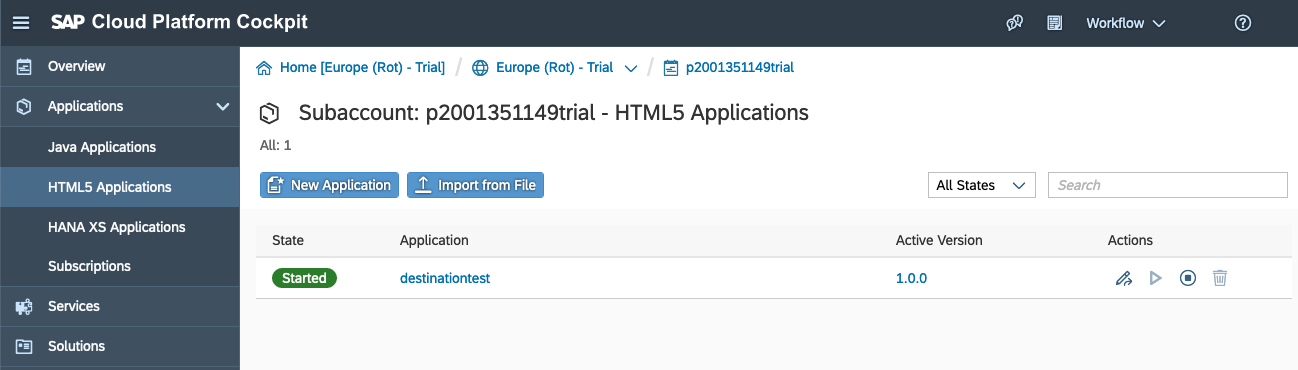 SAP Cloud Platform Cockpit
Workflow
Overview
Applications
Java Applications
HTML5 Applications
HANA XS Applications
Subscriptions
Services
Solutions
Home [Europe (Rot) - Trial] / Europe (Rot) - Trial / p2001351149trial
Subaccount: p2001351149trial - HTML5 Applications
All: 1
New Application Import from File All States Search
State Application Active Version Actions
Started destinationtest 1.0.0